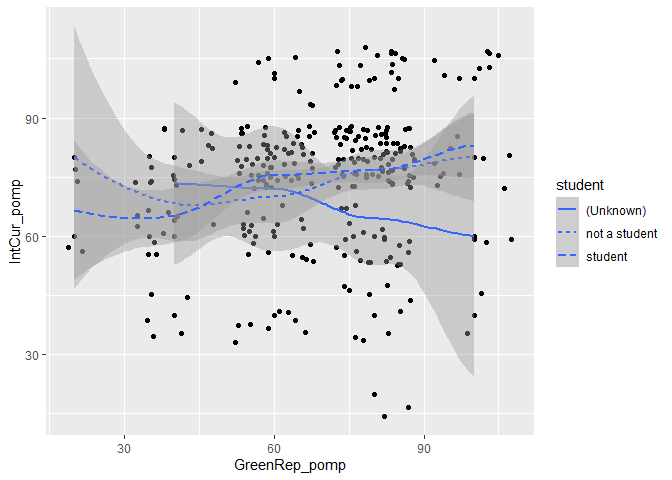 90
60
30
IntCur_pomp
30
60
90
GreenRep_pomp
student
(Unknown)
not a student
student